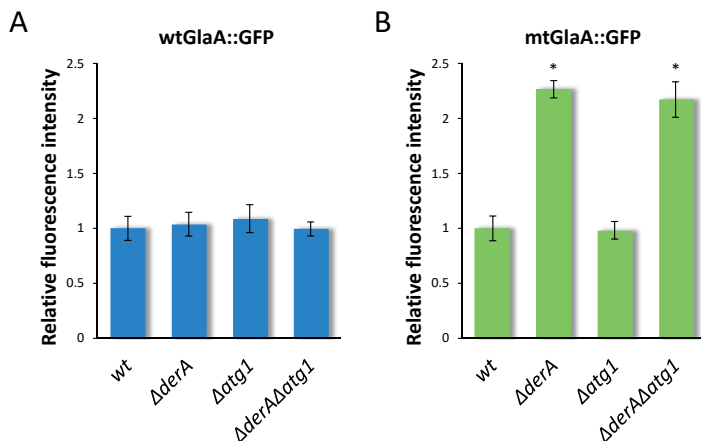 A
wtGlaA::GFP
Relative fluorescence intensity
2.5
2
1.5
1
0.5
0
wt
ΔderA
Δatg1
ΔderAΔatg1
B
mtGlaA::GFP
Relative fluorescence intensity
2.5
2
1.5
1
0.5
0
*
*
wt
ΔderA
Δatg1
ΔderAΔatg1